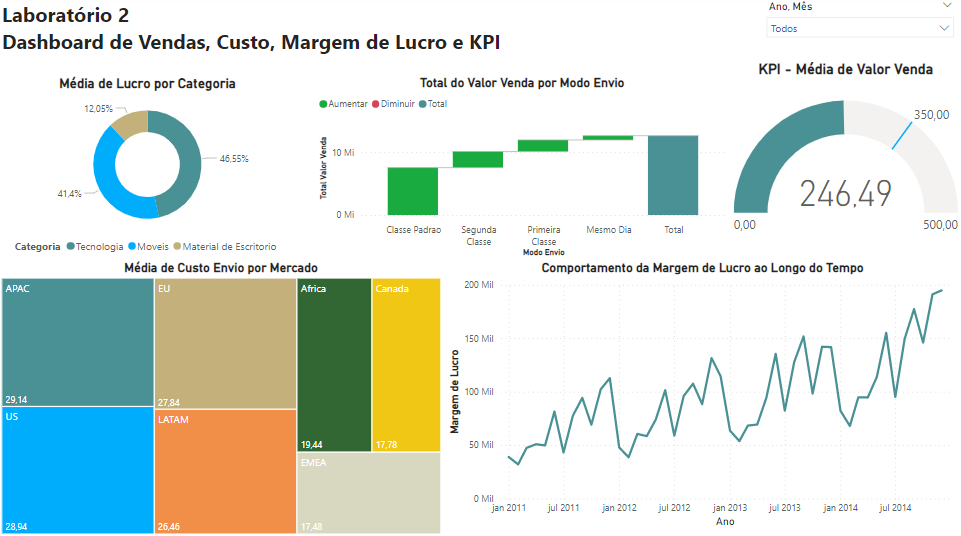 Laboratório 2
Dashboard de Vendas, Custo, Margem de Lucro e KPI
Ano, Mês
Todos
Média de Lucro por Categoria
12,05%
46,55%
41,4%
Categoria Tecnologia Moveis Material de Escritorio
Total do Valor Venda por Modo Envio
Aumentar Diminuir Total
Total Valor Venda
10 Mi
0 Mi
Classe Padrao
Segunda
Classe
Primeira
Classe
Mesmo Dia
Total
Modo Envio
KPI - Média de Valor Venda
350,00
246,49
0,00
500,00
Média de Custo Envio por Mercado
APAC
29,14
US
28,94
EU
27,84
LATAM
26,46
Africa
19,44
Canada
17,78
EMEA
17,48
Comportamento da Margem de Lucro ao Longo do Tempo
Margem de Lucro
200 Mil
150 Mil
100 Mil
50 Mil
0 Mil
jan 2011
jul 2011
jan 2012
jul 2012
jan 2013
jul 2013
jan 2014
jul 2014
Ano